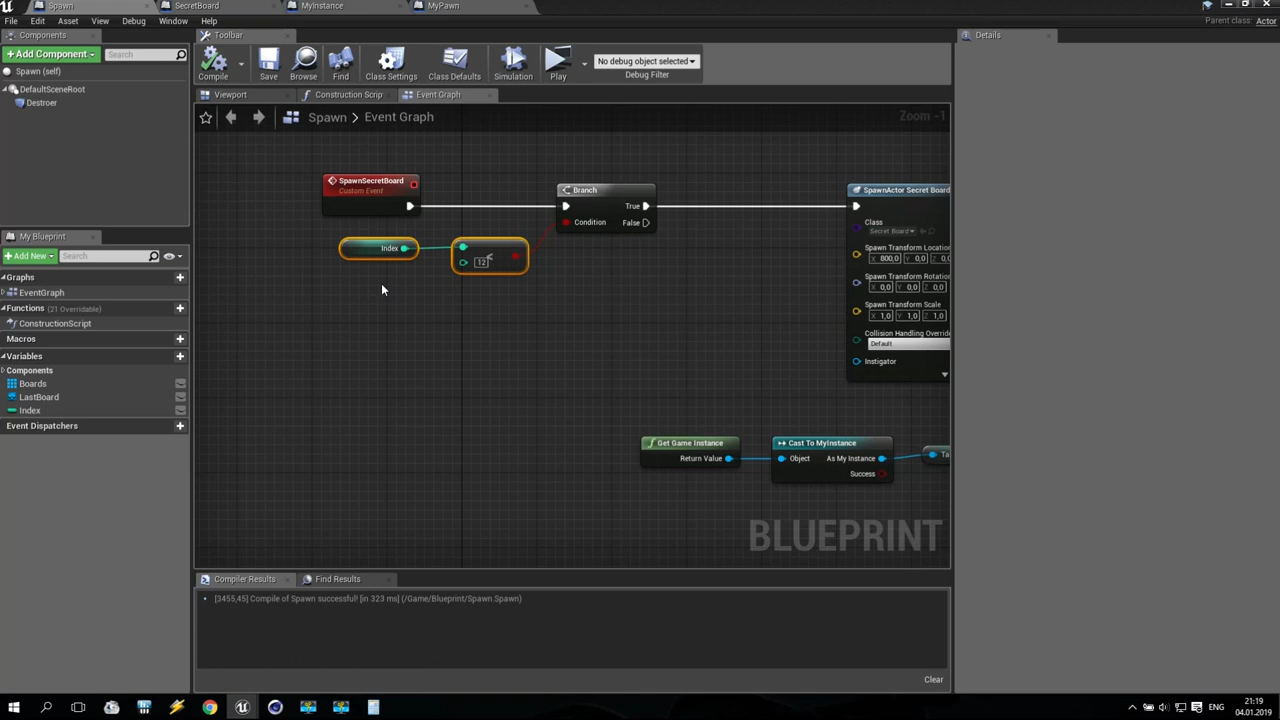 Spawn
SecretBoard
MyInstance
MyPawn
File
Edit
Asset
View
Debug
Window
Help
Parent class: Actor
Components
Toolbar
Details
Add Component
Search
Spawn (self)
DefaultSceneRoot
Destroer
Compile
Save
Browse
Find
Class Settings
Class Defaults
Simulation
Play
No debug object selected
Debug Filter
Viewport
Construction Scrip
Event Graph
Spawn > Event Graph
Zoom -1
My Blueprint
Add New
Search
Graphs
EventGraph
Functions (21 Overridable)
ConstructionScript
Macros
Variables
Components
Boards
LastBoard
Index
Event Dispatchers
SpawnSecretBoard
Custom Event
Index
12
<
Branch
True
Condition
False
SpawnActor Secret Board
Class
Secret Board
Spawn Transform Locati
X 800,0 Y 0,0 Z 0,0
Spawn Transform Rotati
X 0,0 Y 0,0 Z 0,0
Spawn Transform Scale
X 1,0 Y 1,0 Z 1,0
Collision Handling Overrid
Default
Instigator
Get Game Instance
Return Value
Cast To MyInstance
Object
As My Instance
Success
Ta
BLUEPRINT
Compiler Results
Find Results
[3455,45] Compile of Spawn successful! [in 323 ms] (/Game/Blueprint/Spawn.Spawn)
Clear
ENG
21:19
04.01.2019